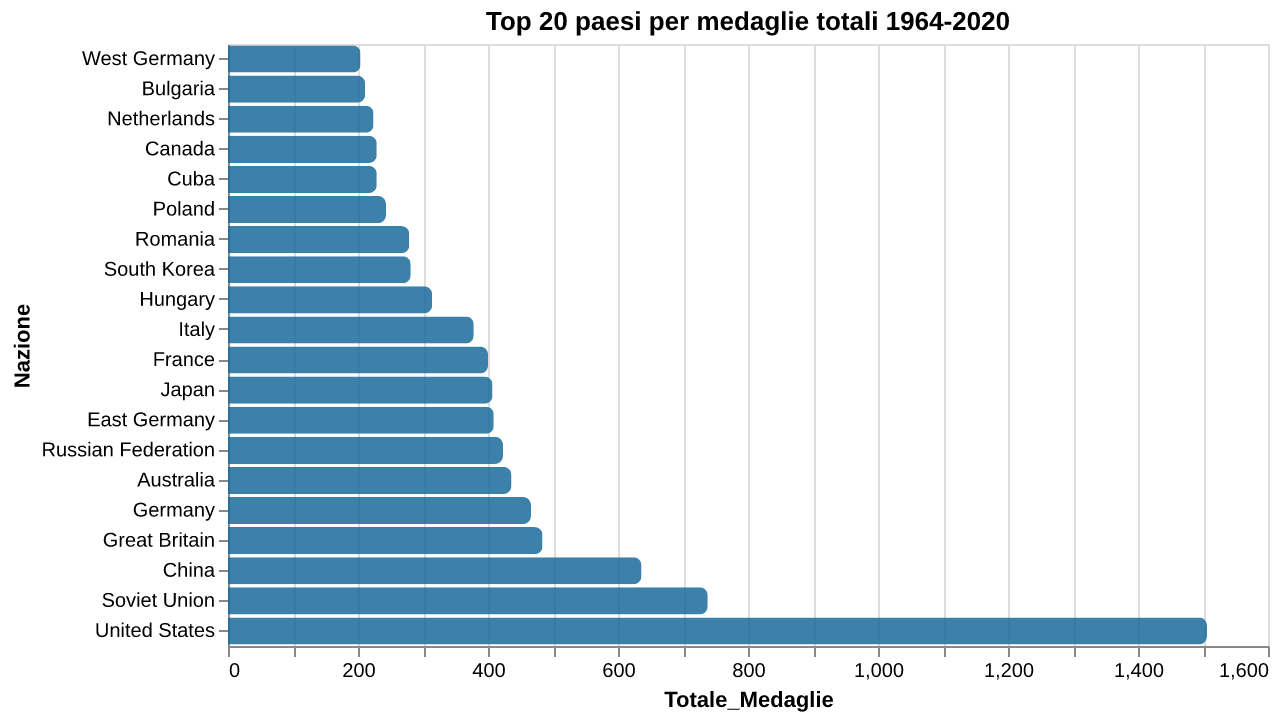 Top 20 paesi per medaglie totali 1964-2020
Nazione
West Germany
Bulgaria
Netherlands
Canada
Cuba
Poland
Romania
South Korea
Hungary
Italy
France
Japan
East Germany
Russian Federation
Australia
Germany
Great Britain
China
Soviet Union
United States
0 200 400 600 800 1,000 1,200 1,400 1,600
Totale_Medaglie